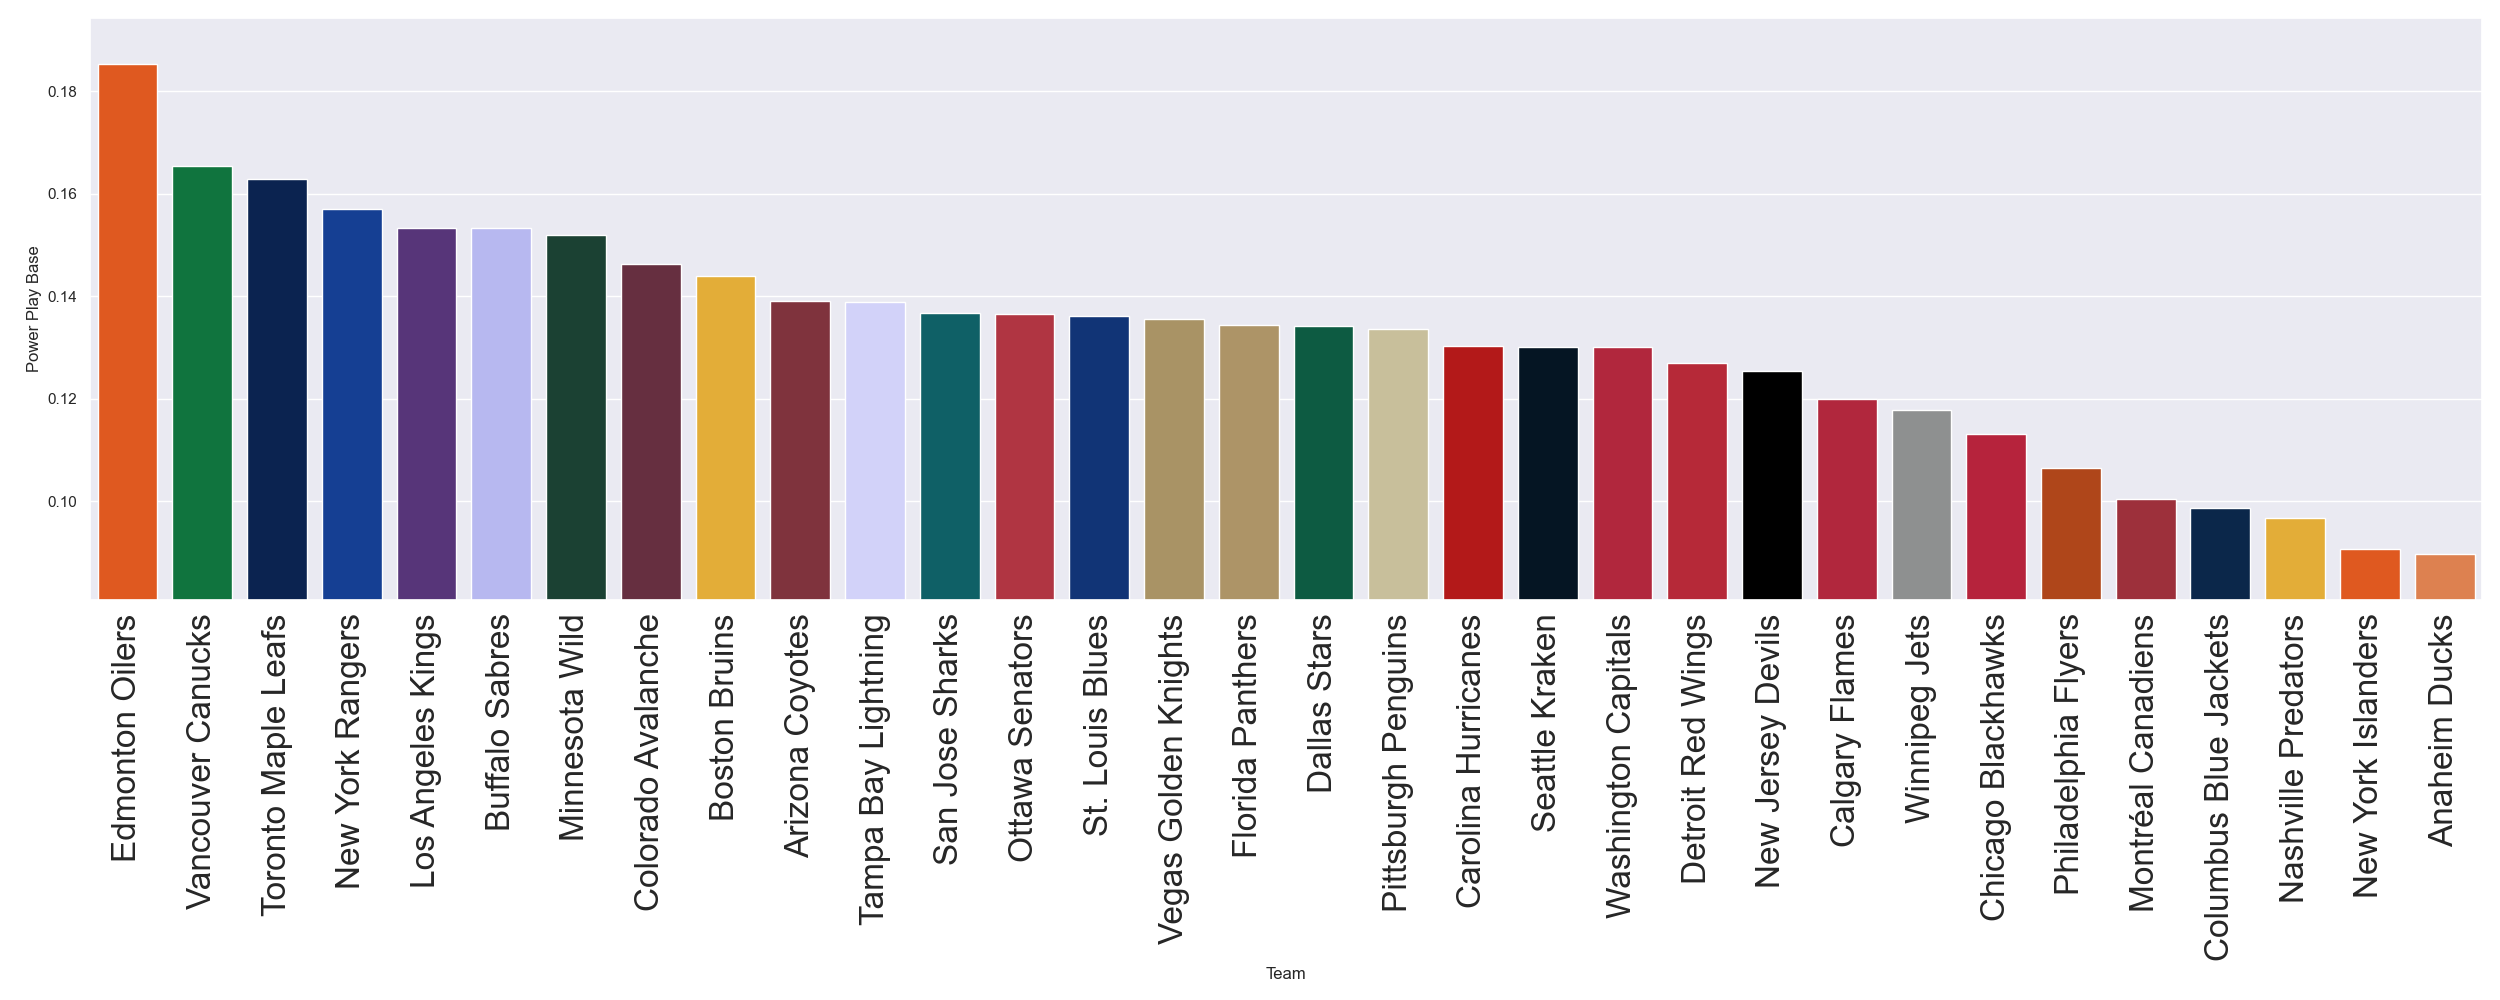 Power Play Base
0.18
0.16
0.14
0.12
0.10
Edmonton Oilers
Vancouver Canucks
Toronto Maple Leafs
New York Rangers
Los Angeles Kings
Buffalo Sabres
Minnesota Wild
Colorado Avalanche
Boston Bruins
Arizona Coyotes
Tampa Bay Lightning
San Jose Sharks
Ottawa Senators
St. Louis Blues
Vegas Golden Knights
Florida Panthers
Dallas Stars
Pittsburgh Penguins
Carolina Hurricanes
Seattle Kraken
Washington Capitals
Detroit Red Wings
New Jersey Devils
Calgary Flames
Winnipeg Jets
Chicago Blackhawks
Philadelphia Flyers
Montréal Canadiens
Columbus Blue Jackets
Nashville Predators
New York Islanders
Anaheim Ducks
Team